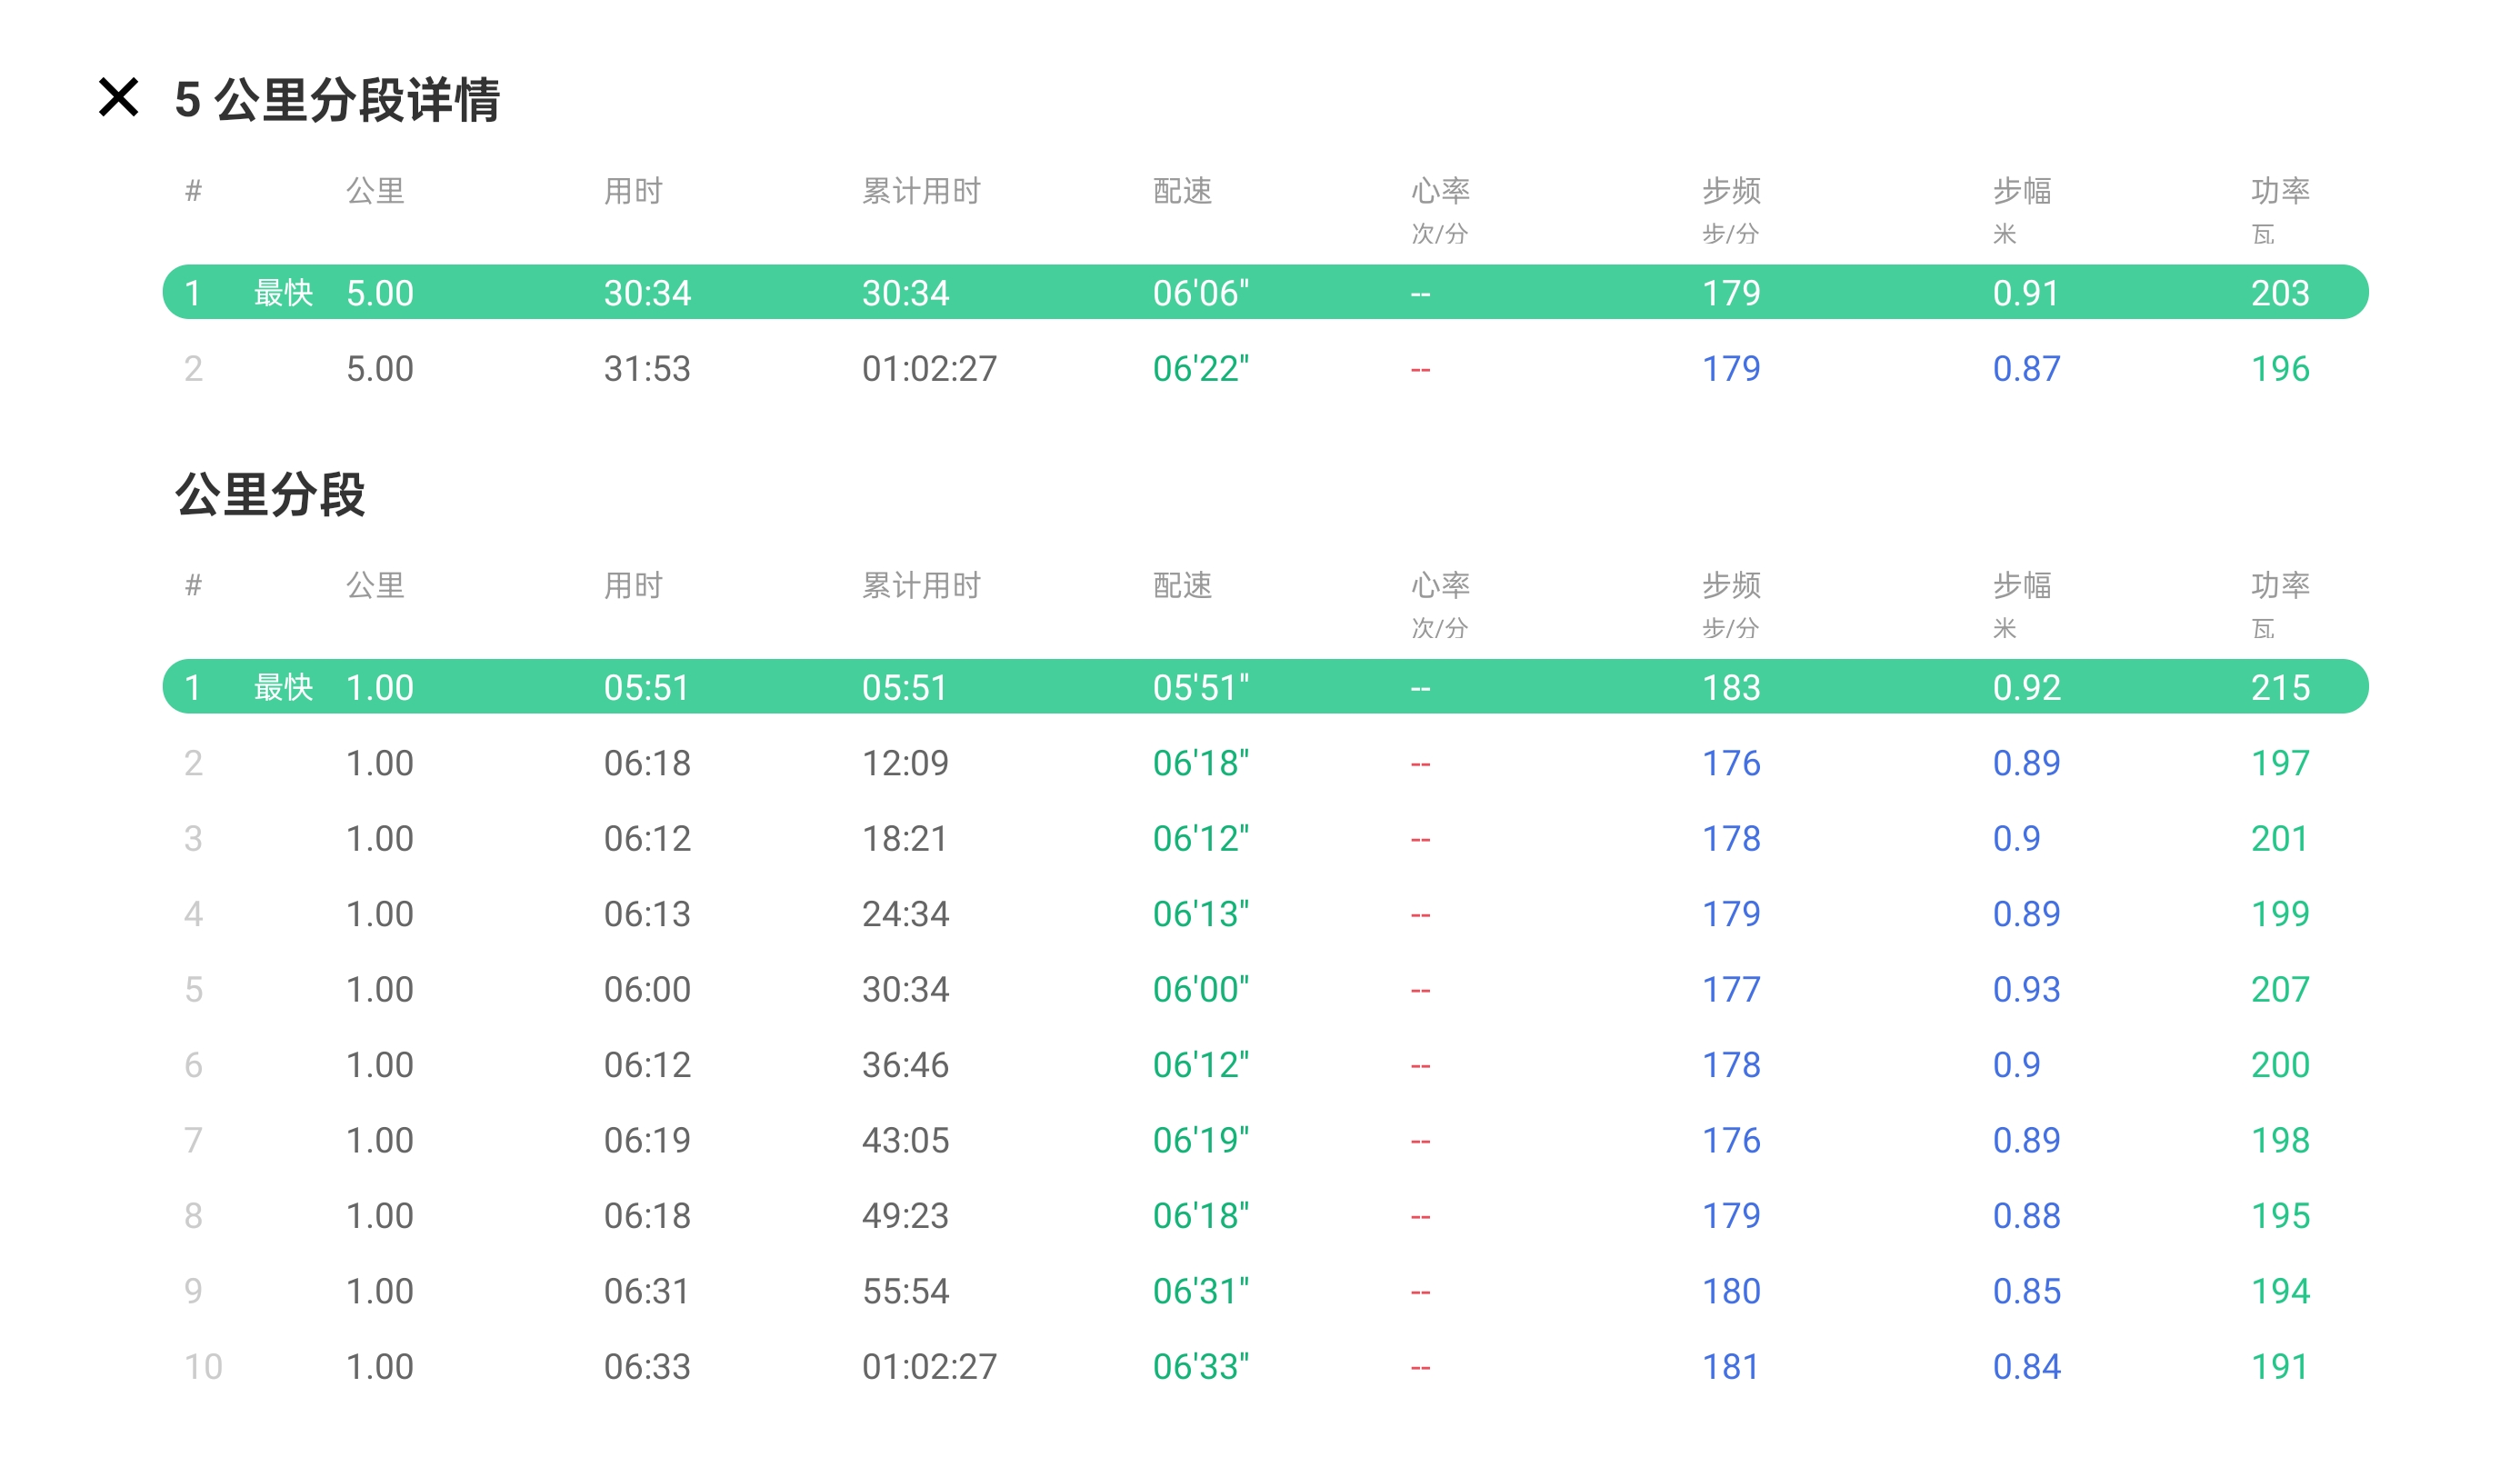 5 公里分段详情
# 公里 用时 累计用时 配速 心率 步频 步幅 功率
次/分 步/分 米 瓦
1 最快 5.00 30:34 30:34 06'06" -- 179 0.91 203
2 5.00 31:53 01:02:27 06'22" -- 179 0.87 196
公里分段
# 公里 用时 累计用时 配速 心率 步频 步幅 功率
次/分 步/分 米 瓦
1 最快 1.00 05:51 05:51 05'51" -- 183 0.92 215
2 1.00 06:18 12:09 06'18" -- 176 0.89 197
3 1.00 06:12 18:21 06'12" -- 178 0.9 201
4 1.00 06:13 24:34 06'13" -- 179 0.89 199
5 1.00 06:00 30:34 06'00" -- 177 0.93 207
6 1.00 06:12 36:46 06'12" -- 178 0.9 200
7 1.00 06:19 43:05 06'19" -- 176 0.89 198
8 1.00 06:18 49:23 06'18" -- 179 0.88 195
9 1.00 06:31 55:54 06'31" -- 180 0.85 194
10 1.00 06:33 01:02:27 06'33" -- 181 0.84 191